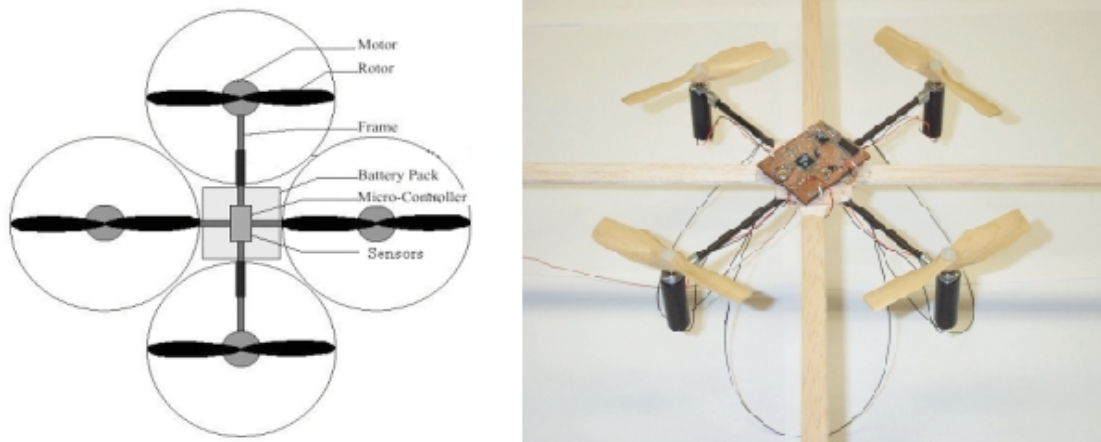 Motor
Rotor
Frame
Battery Pack
Micro-Controller
Sensors